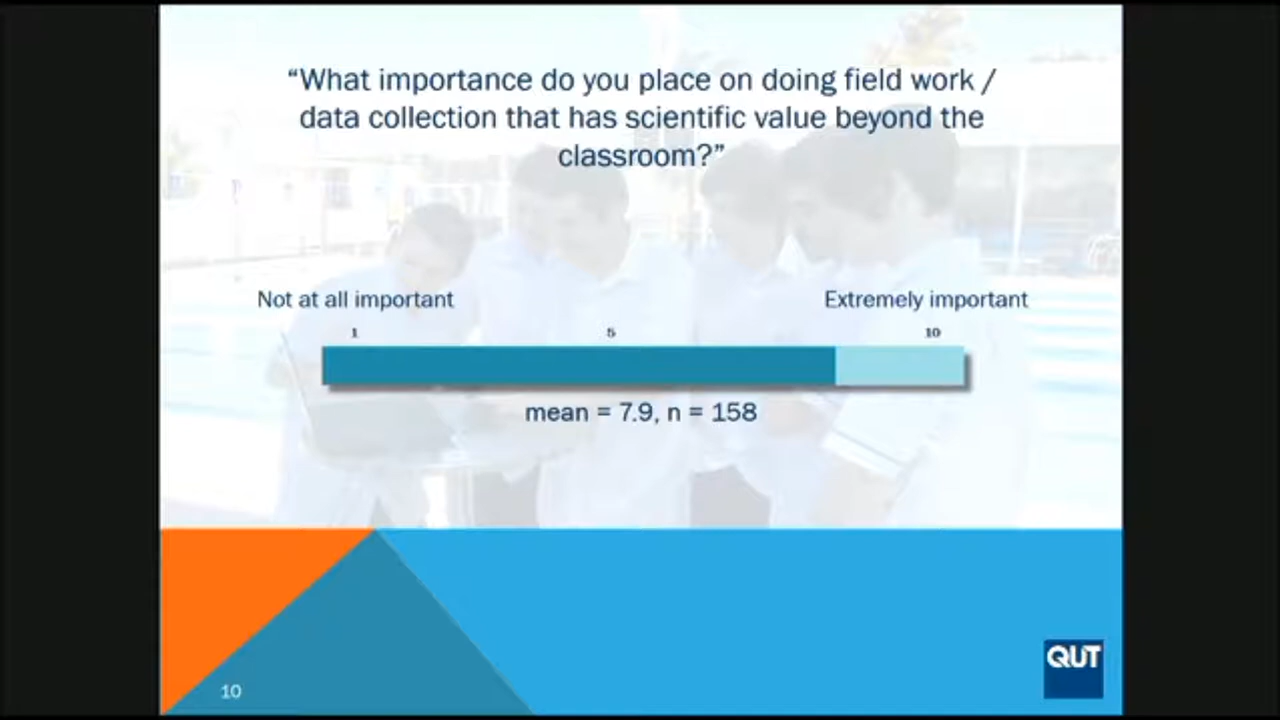 “What importance do you place on doing field work /
data collection that has scientific value beyond the
classroom?”
Not at all important
Extremely important
1
5
10
mean = 7.9, n = 158
10
QUT